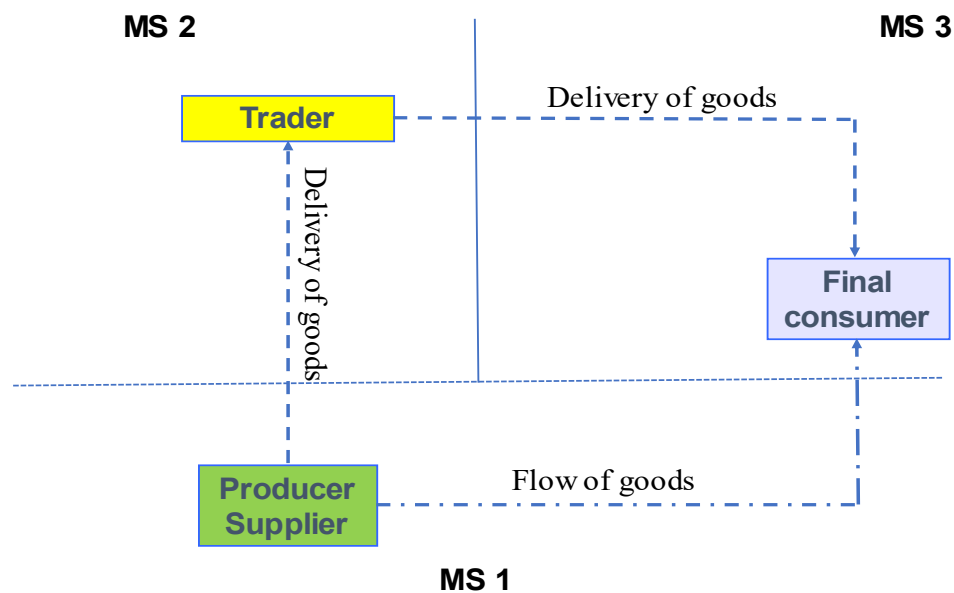 MS 2
MS 3
Trader
Delivery of goods
Delivery of goods
Final
consumer
Producer
Supplier
Flow of goods
MS 1